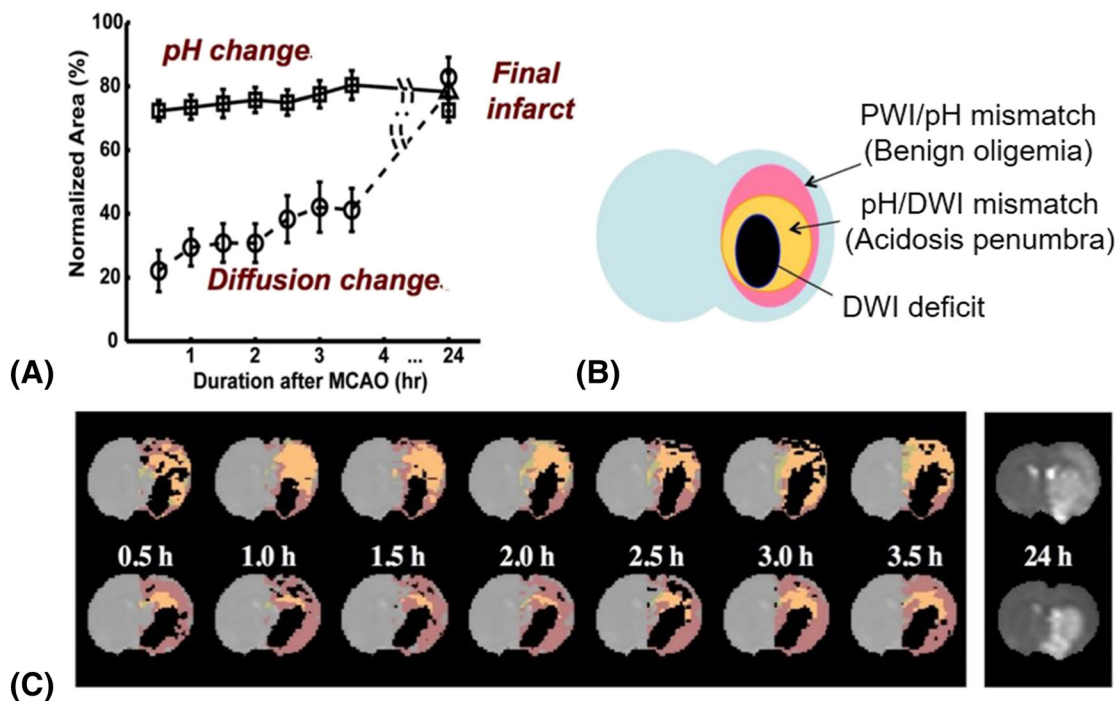 100
80
60
40
20
0
Normalized Area (%)
pH change
Final
infarct
Diffusion change
1 2 3 4 ... 24
Duration after MCAO (hr)
(A)
PWI/pH mismatch
(Benign oligemia)
pH/DWI mismatch
(Acidosis penumbra)
DWI deficit
(B)
0.5 h 1.0 h 1.5 h 2.0 h 2.5 h 3.0 h 3.5 h 24 h
(C)